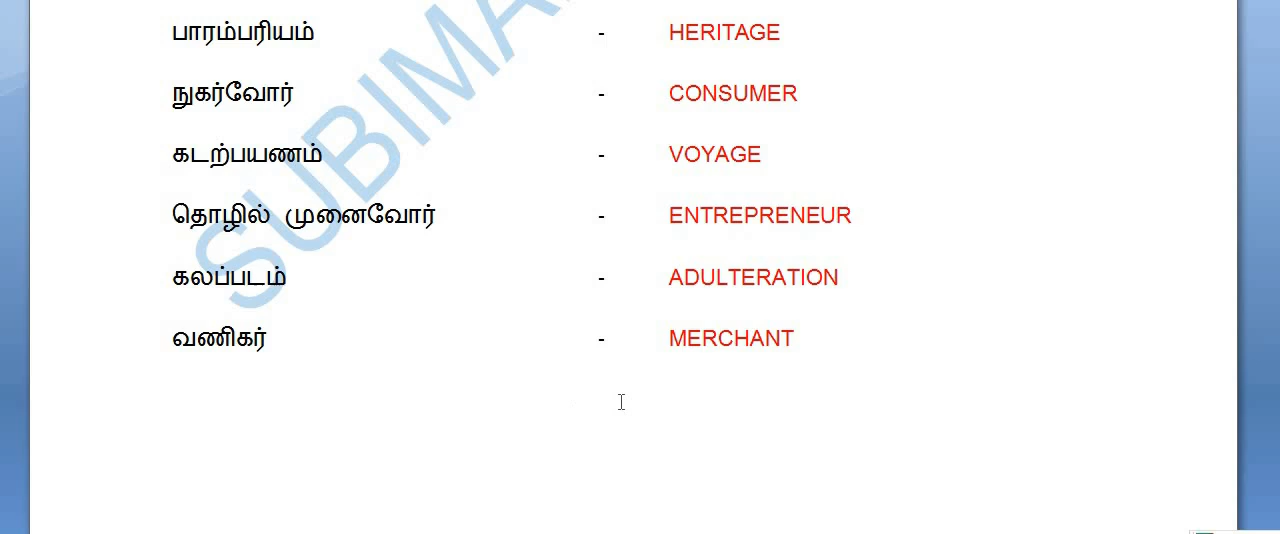 பாரம்பரியம் - HERITAGE
நுகர்வோர் - CONSUMER
கடற்பயணம் - VOYAGE
தொழில் முனைவோர் - ENTREPRENEUR
கலப்படம் - ADULTERATION
வணிகர் - MERCHANT